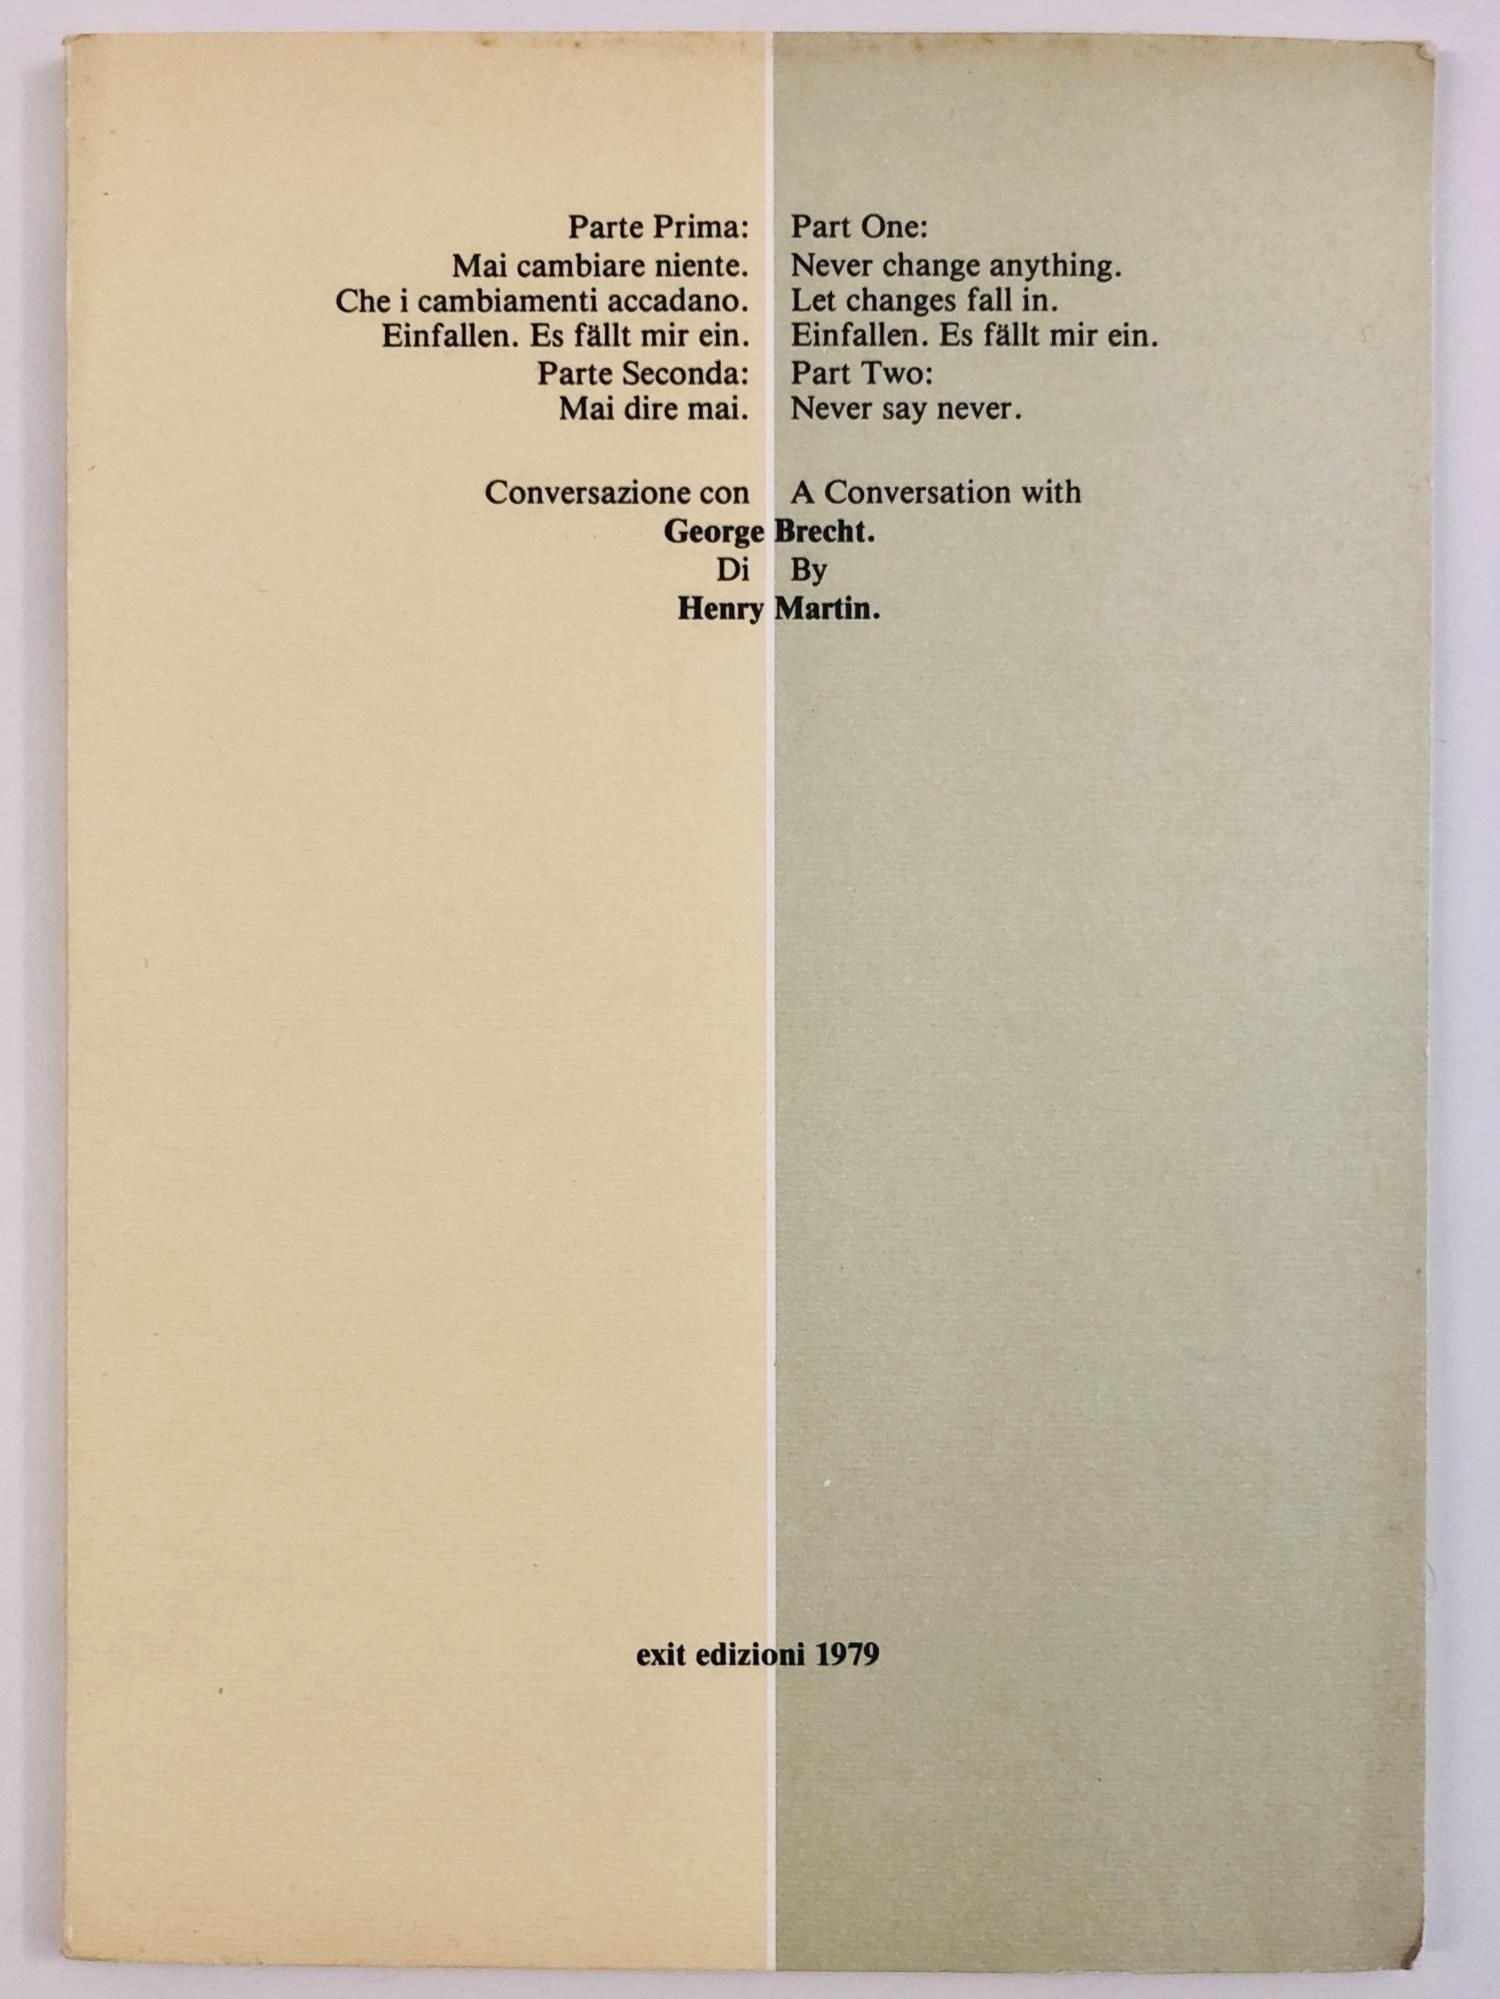 Parte Prima:
Mai cambiare niente.
Che i cambiamenti accadano.
Einfallen. Es fällt mir ein.
Parte Seconda:
Mai dire mai.
Part One:
Never change anything.
Let changes fall in.
Einfallen. Es fällt mir ein.
Part Two:
Never say never.
Conversazione con
A Conversation with
George Brecht.
Di By
Henry Martin.
exit edizioni 1979